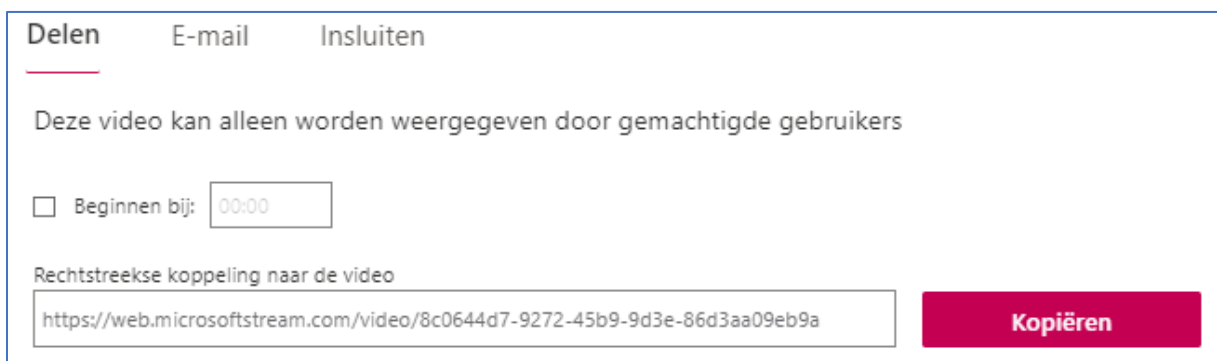 Delen E-mail Insluiten
Deze video kan alleen worden weergegeven door gemachtigde gebruikers
Beginnen bij: 00:00
Rechtstreekse koppeling naar de video
https://web.microsoftstream.com/video/8c0644d7-9272-45b9-9d3e-86d3aa09eb9a Kopiëren